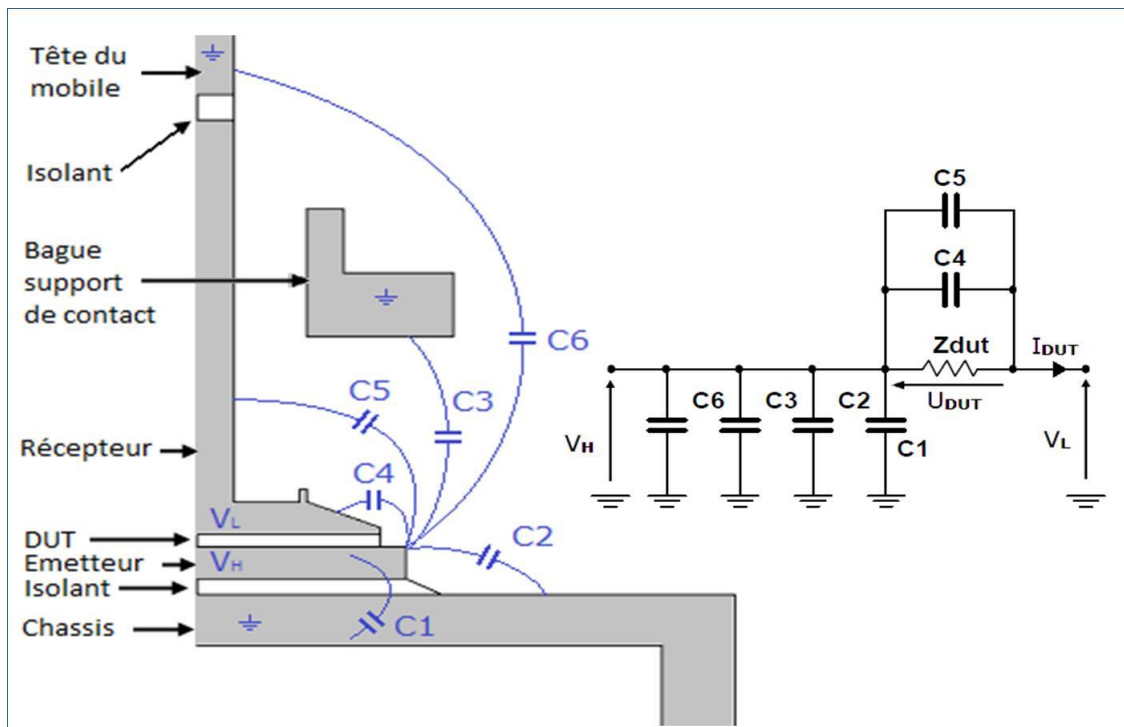 Tête du
mobile
Isolant
Bague
support
de contact
Récepteur
DUT
Emetteur
Isolant
Chassis
C6
C3
C5
C4
C2
C1
VL
VH
C5
C4
Zdut
IDUT
UDUT
C6
C3
C2
C1
VH
VL